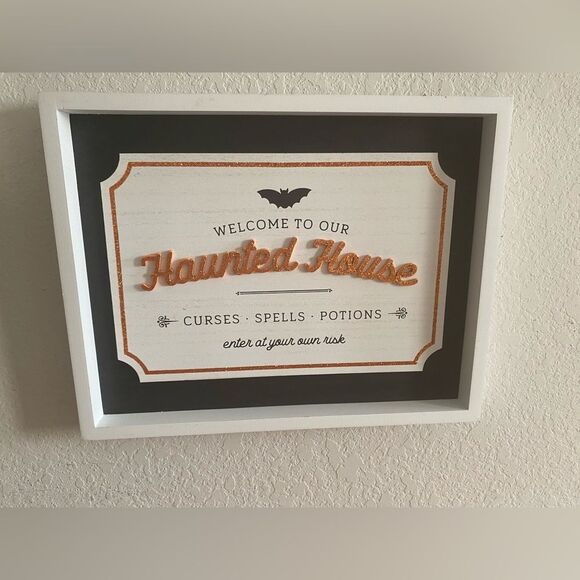 WELCOME TO OUR
Haunted House
CURSES · SPELLS · POTIONS
enter at your own risk